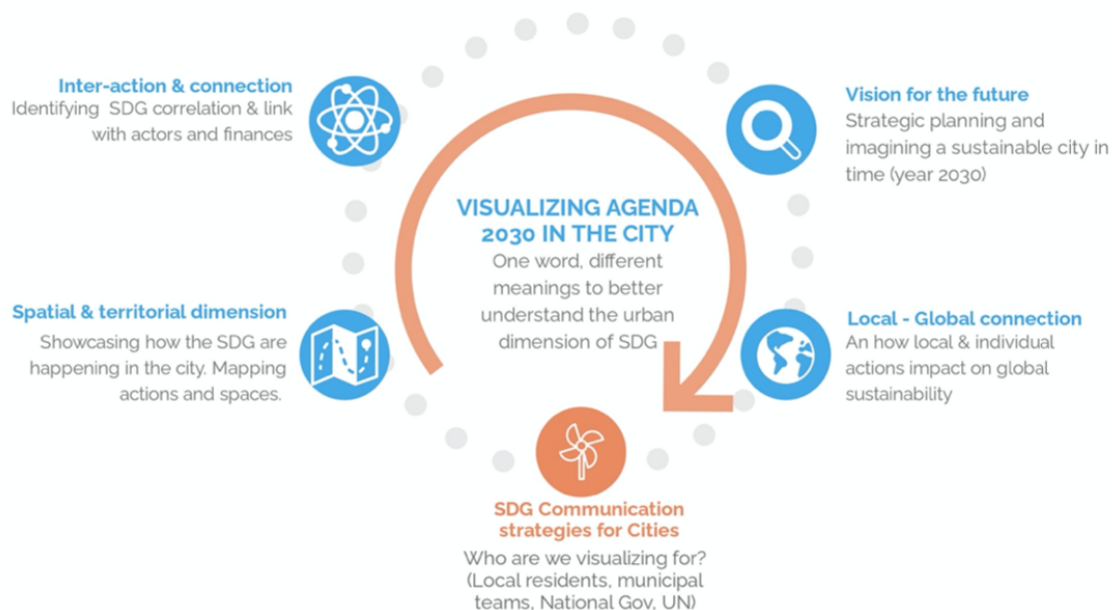 Inter-action & connection
Identifying SDG correlation & link
with actors and finances
Vision for the future
Strategic planning and
imagining a sustainable city in
time (year 2030)
VISUALIZING AGENDA
2030 IN THE CITY
One word, different
meanings to better
understand the urban
dimension of SDG
Spatial & territorial dimension
Showcasing how the SDG are
happening in the city. Mapping
actions and spaces.
Local - Global connection
An how local & individual
actions impact on global
sustainability
SDG Communication
strategies for Cities
Who are we visualizing for?
(Local residents, municipal
teams, National Gov, UN)